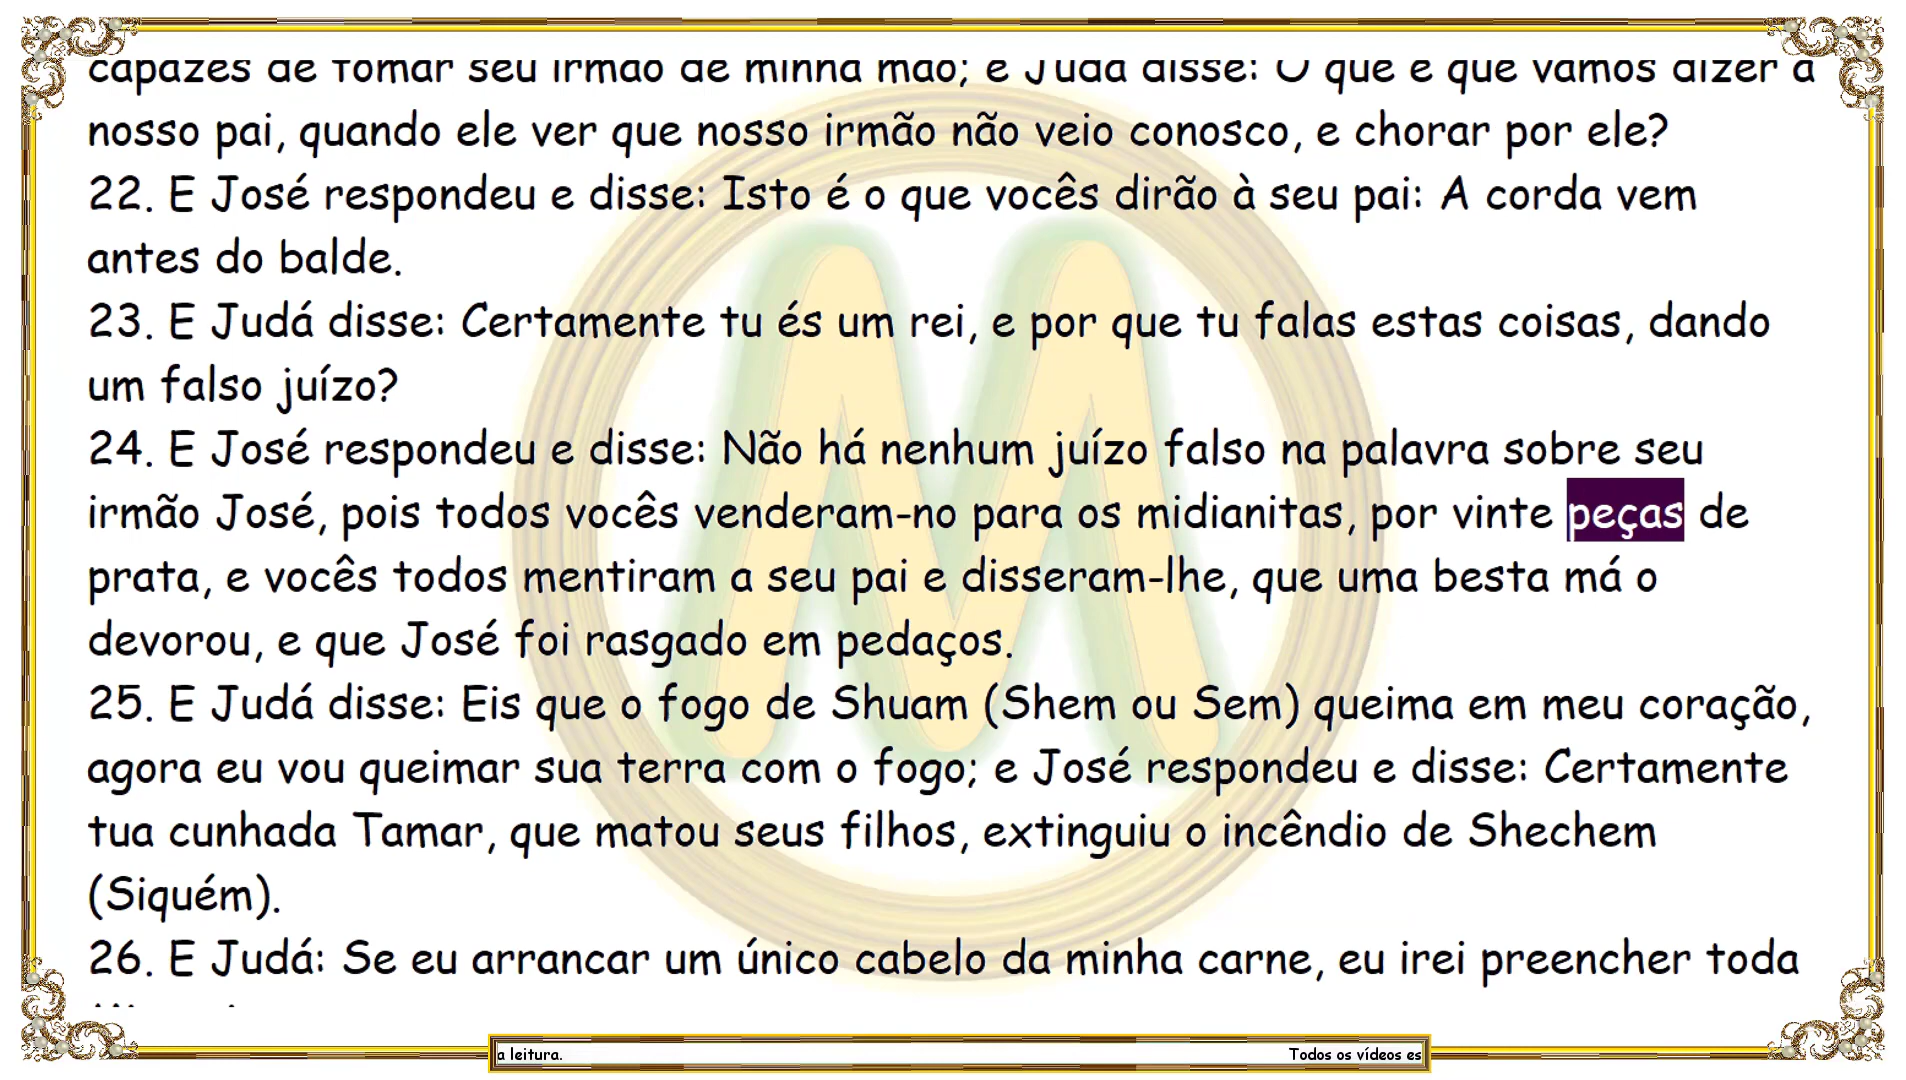 capazes de tomar seu irmão de minha mão; e Judá disse: O que é que vamos dizer a
nosso pai, quando ele ver que nosso irmão não veio conosco, e chorar por ele?
22. E José respondeu e disse: Isto é o que vocês dirão à seu pai: A corda vem
antes do balde.
23. E Judá disse: Certamente tu és um rei, e por que tu falas estas coisas, dando
um falso juízo?
24. E José respondeu e disse: Não há nenhum juízo falso na palavra sobre seu
irmão José, pois todos vocês venderam-no para os midianitas, por vinte peças de
prata, e vocês todos mentiram a seu pai e disseram-lhe, que uma besta má o
devorou, e que José foi rasgado em pedaços.
25. E Judá disse: Eis que o fogo de Shuam (Shem ou Sem) queima em meu coração,
agora eu vou queimar sua terra com o fogo; e José respondeu e disse: Certamente
tua cunhada Tamar, que matou seus filhos, extinguiu o incêndio de Shechem
(Siquém).
26. E Judá: Se eu arrancar um único cabelo da minha carne, eu irei preencher toda
a leitura. Todos os vídeos es